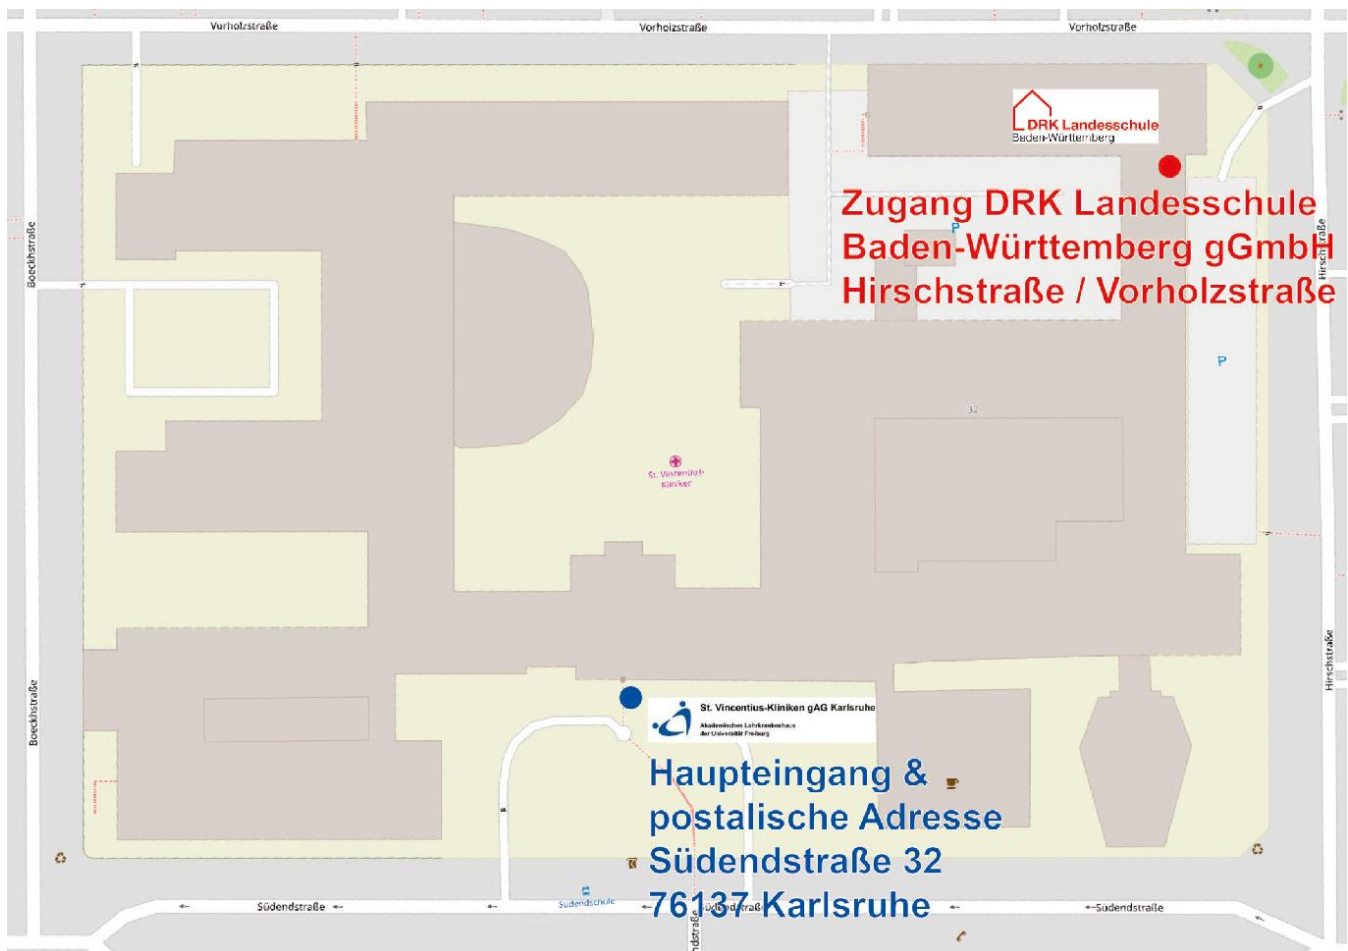 Vorholzstraße
Vorholzstraße
Vorholzstraße
DRK Landesschule
Baden-Württemberg
Zugang DRK Landesschule
Baden-Württemberg gGmbH
Hirschstraße / Vorholzstraße
P
Boeckhstraße
Hirschstraße
P
32
St. Vincentius-
Kliniken
Hirschstraße
Boeckhstraße
St. Vincentius-Kliniken gAG Karlsruhe
Akademisches Lehrkrankenhaus
der Universität Freiburg
Haupteingang &
postalische Adresse
Südendstraße 32
76137 Karlsruhe
Südendschule
Südendstraße
Südendstraße
Südendstraße
ndstraße